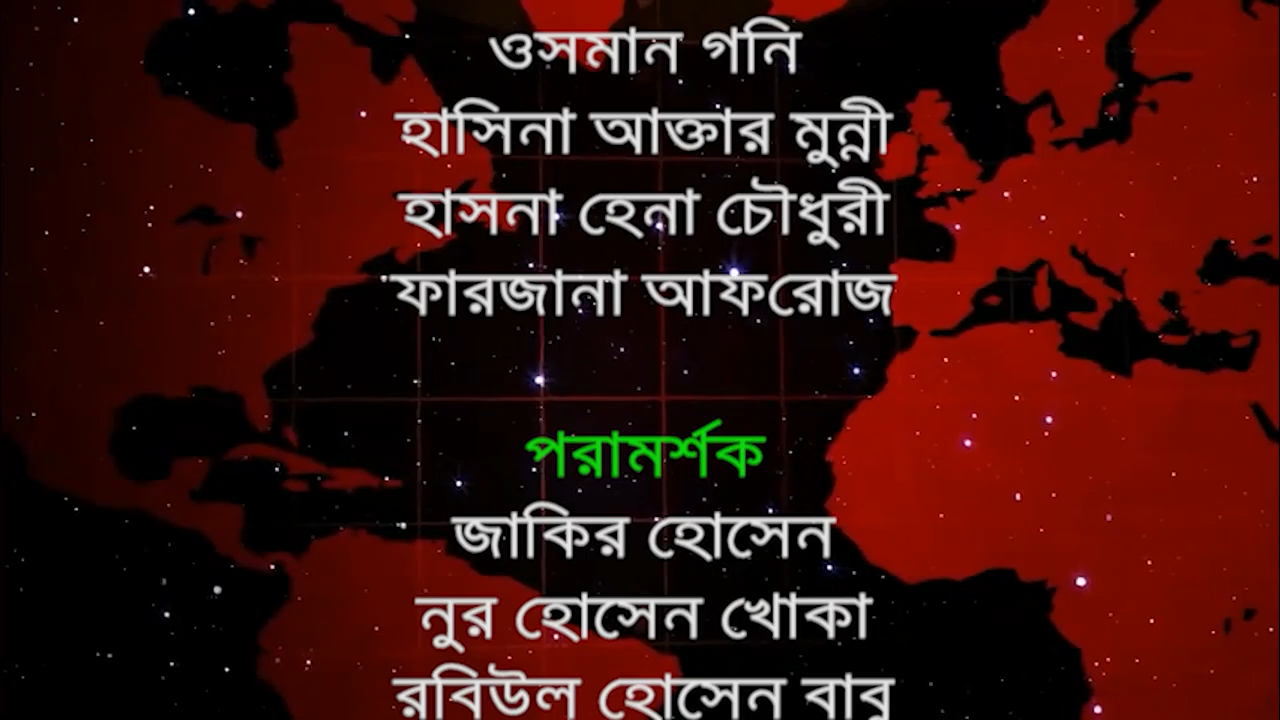 ওসমান গনি
হাসিনা আক্তার মুন্নী
হাসনা হেনা চৌধুরী
ফারজানা আফরোজ
পরামর্শক
জাকির হোসেন
নুর হোসেন খোকা
রবিউল হোসেন বাবু